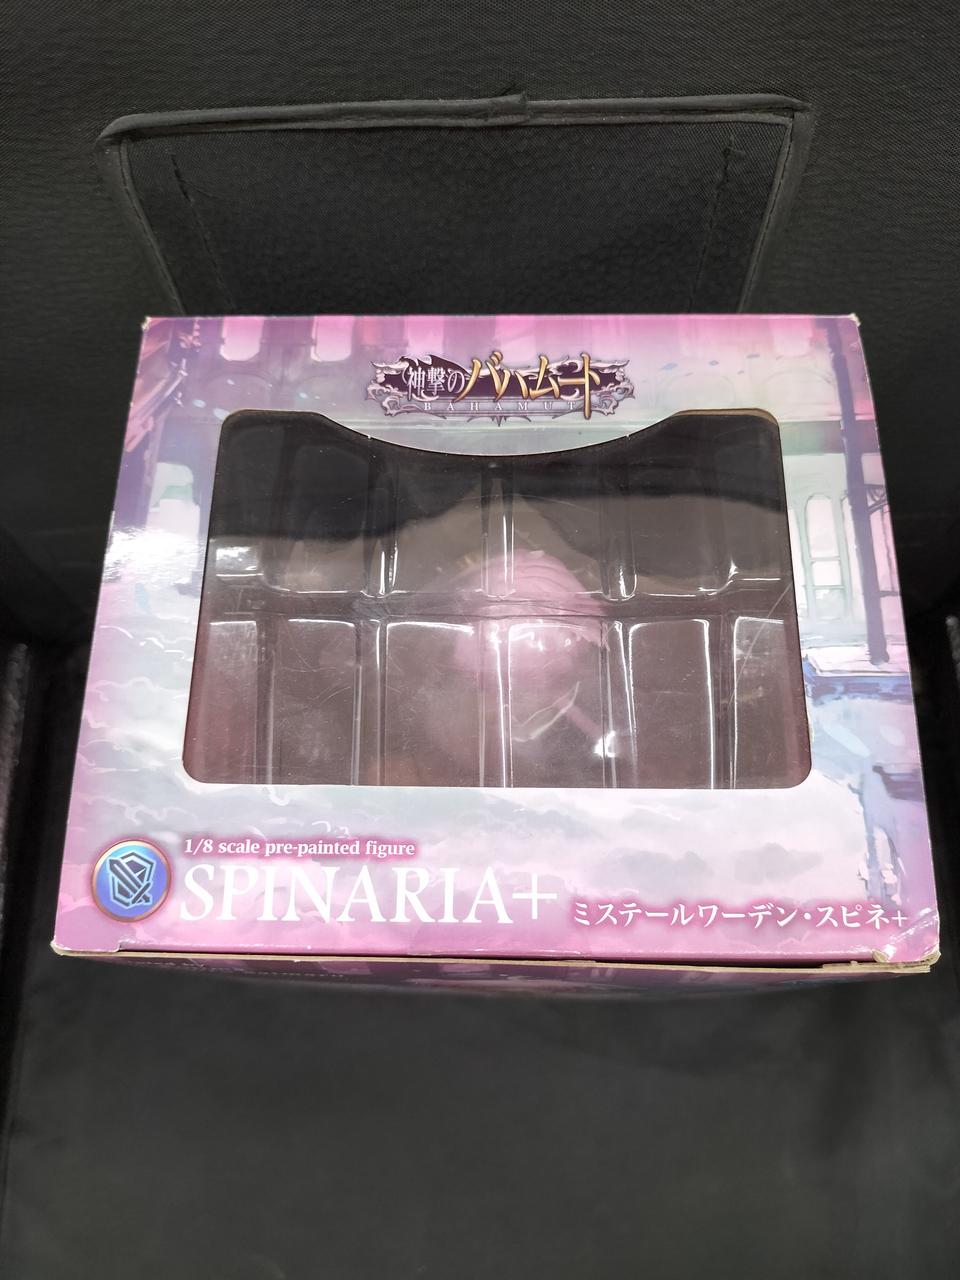 神撃のバハムート
BAHAMUT
1/8 scale pre-painted figure
SPINARIA+
ミステールワーデン・スピネ+